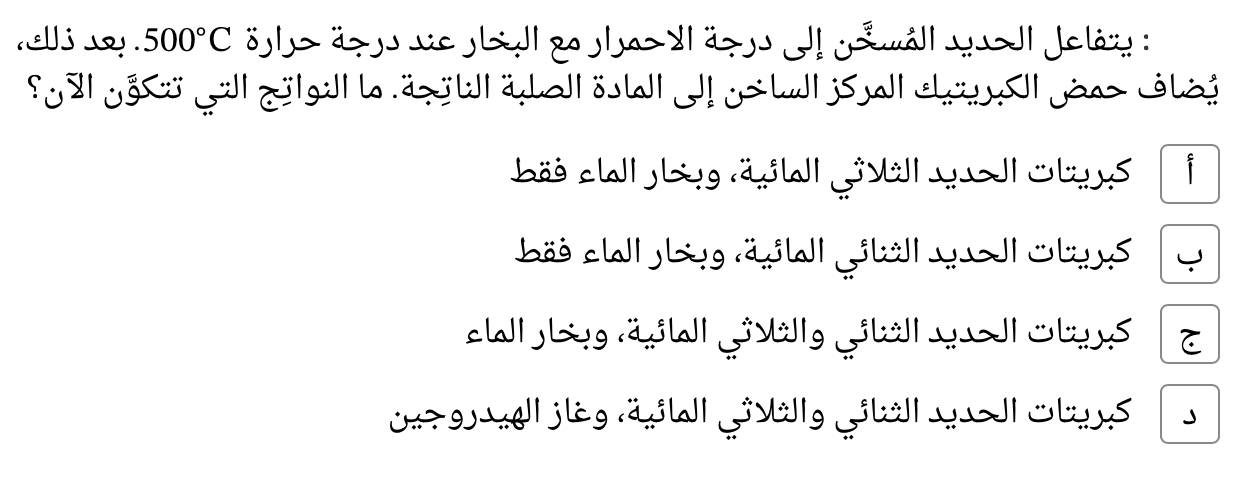 : يتفاعل الحديد المُسخَّن إلى درجة الاحمرار مع البخار عند درجة حرارة 500°C. بعد ذلك،
يُضاف حمض الكبريتيك المركز الساخن إلى المادة الصلبة الناتِجة. ما النواتِج التي تتكوَّن الآن؟
أ كبريتات الحديد الثلاثي المائية، وبخار الماء فقط
ب كبريتات الحديد الثنائي المائية، وبخار الماء فقط
ج كبريتات الحديد الثنائي والثلاثي المائية، وبخار الماء
د كبريتات الحديد الثنائي والثلاثي المائية، وغاز الهيدروجين